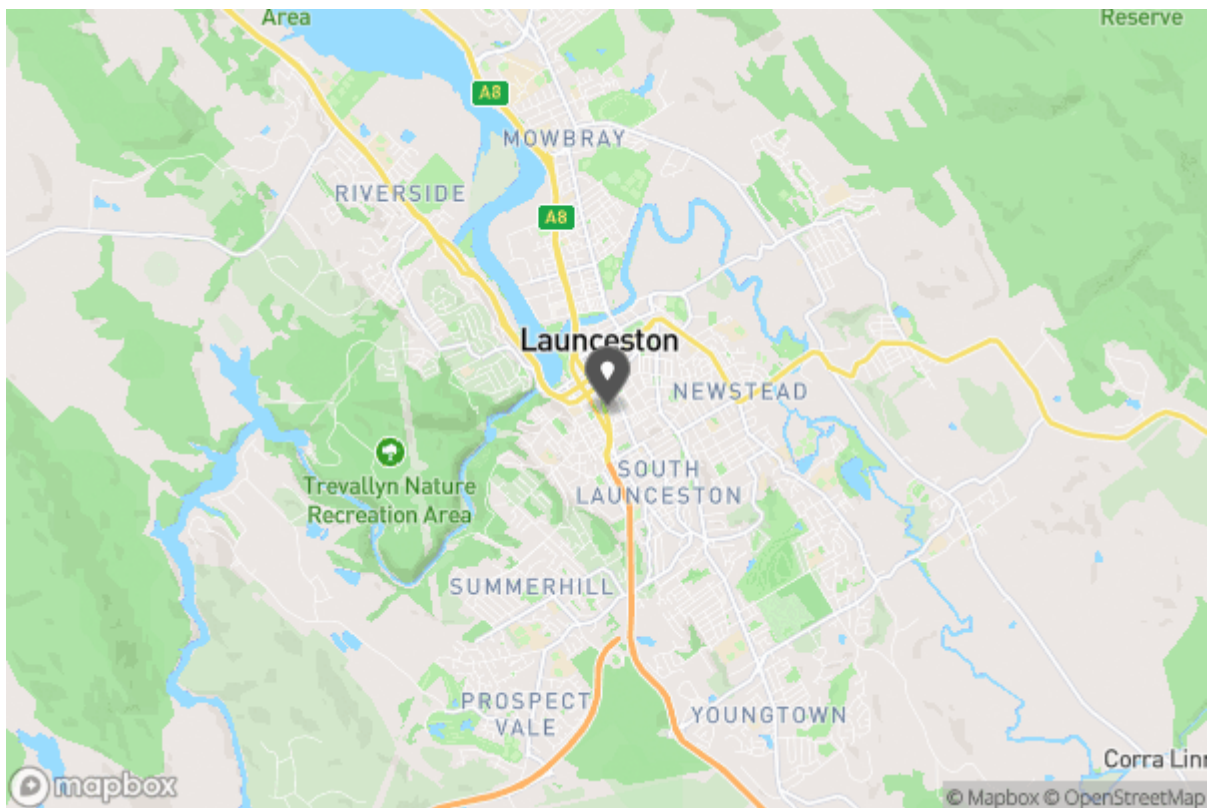 Area
Reserve
A8
MOWBRAY
RIVERSIDE
A8
Launceston
NEWSTEAD
SOUTH
LAUNCESTON
Trevallyn Nature
Recreation Area
SUMMERHILL
PROSPECT
VALE
YOUNGTOWN
Corra Linn
mapbox
© Mapbox © OpenStreetMap